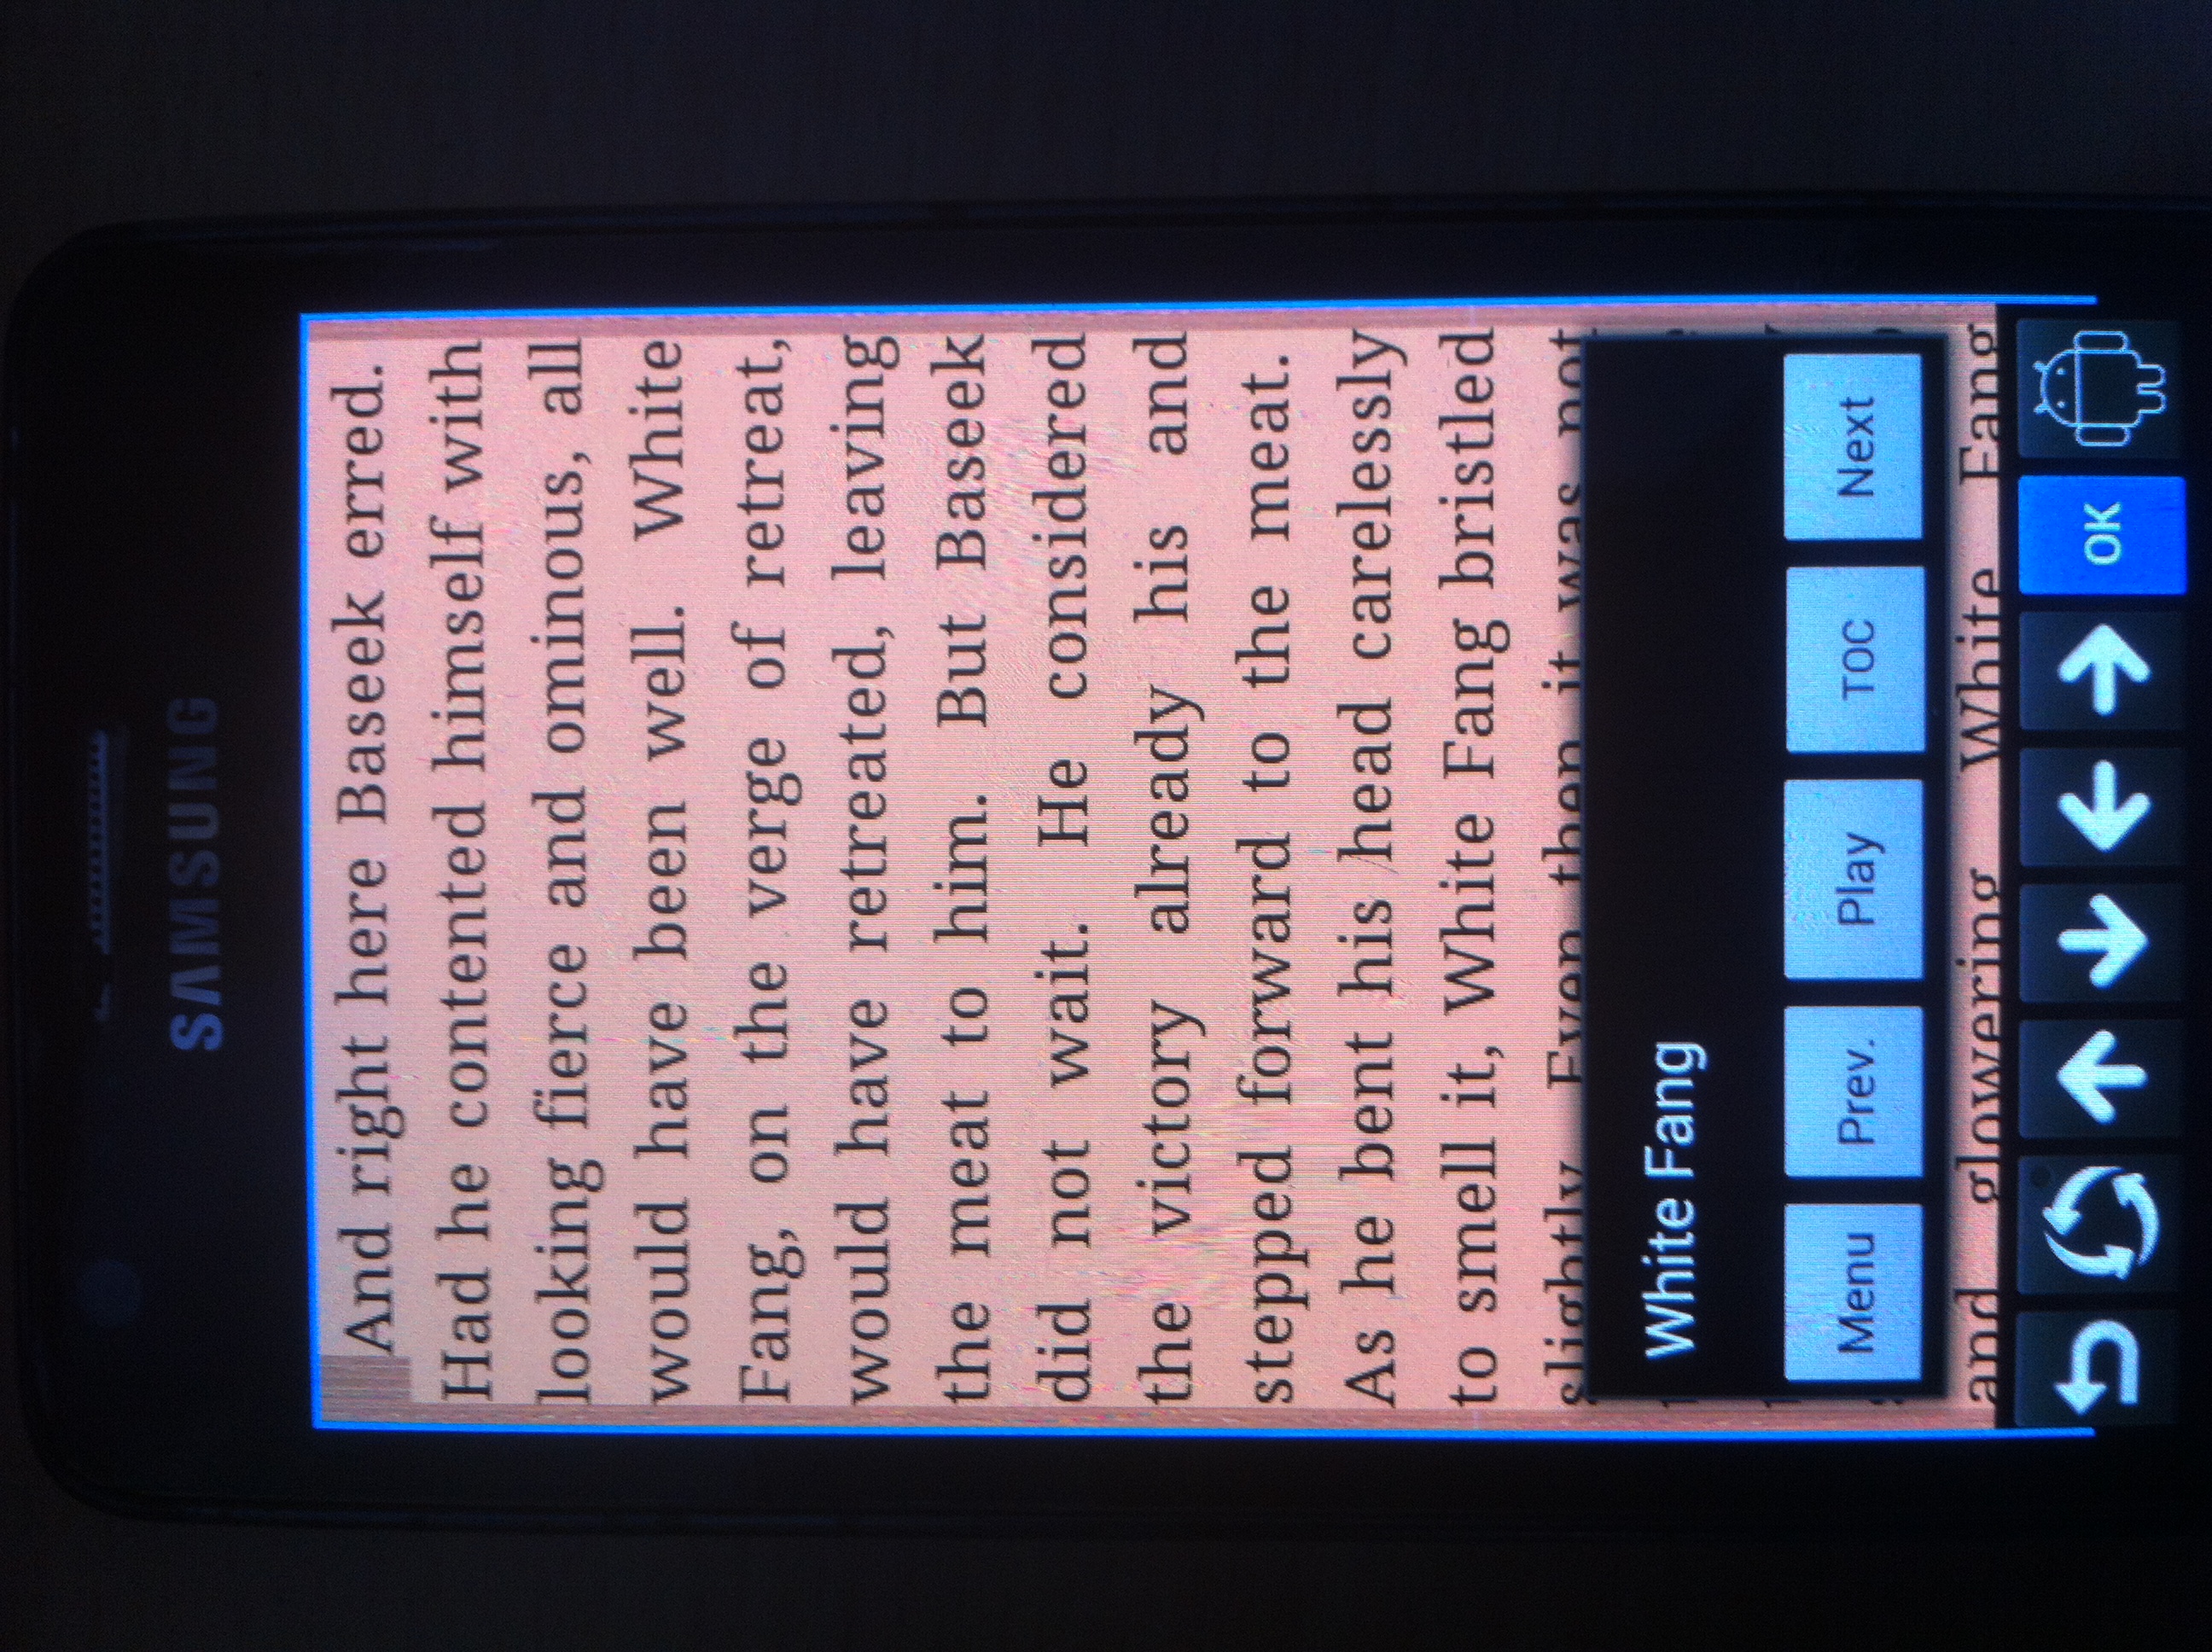 SAMSUNG
And right here Baseek erred.
Had he contented himself with
looking fierce and ominous, all
would have been well. White
Fang, on the verge of retreat,
would have retreated, leaving
the meat to him. But Baseek
did not wait. He considered
the victory already his and
stepped forward to the meat.
As he bent his head carelessly
to smell it, White Fang bristled
slightly. Even then it was not
White Fang
Menu Prev. Play TOC Next
and glowering White Fang
OK